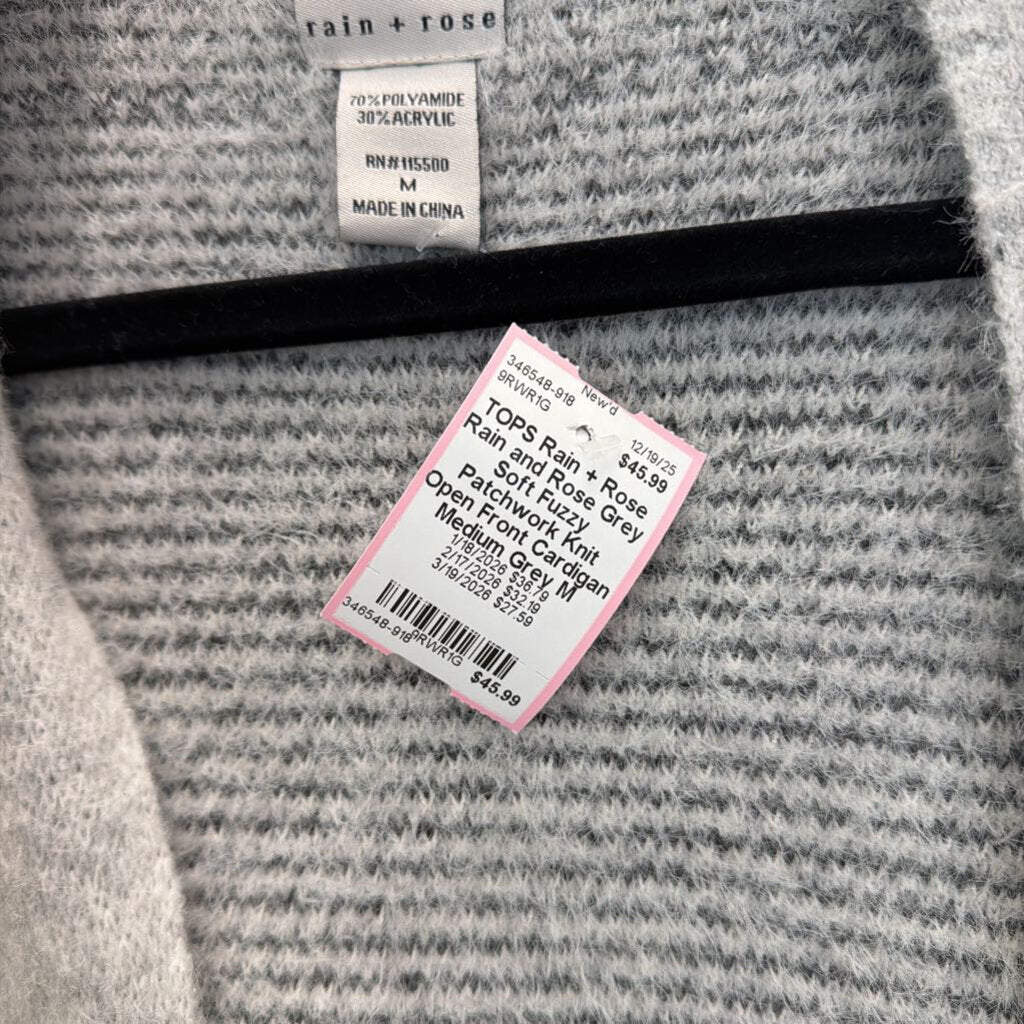 rain + rose
70% POLYAMIDE
30% ACRYLIC
RN# 115500
M
MADE IN CHINA
346548-918 New'd 12/19/25
9RWR1G $45.99
TOPS Rain + Rose
Rain and Rose Grey
Soft Fuzzy
Patchwork Knit
Open Front Cardigan
Medium Grey M
1/18/2026 $36.79
2/17/2026 $32.19
3/19/2026 $27.59
346548-918 9RWR1G $45.99